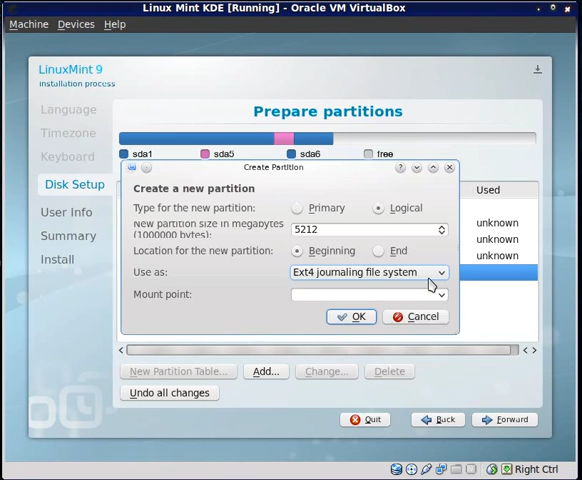 Linux Mint KDE [Running] - Oracle VM VirtualBox
Machine Devices Help
LinuxMint 9
installation process
Language
Timezone
Keyboard
Disk Setup
User Info
Summary
Install
Prepare partitions
sda1 sda5 sda6 free
Create Partition
Used
Create a new partition
Type for the new partition: Primary Logical
New partition size in megabytes
(1000000 bytes): 5212
unknown
Location for the new partition: Beginning End
unknown
unknown
Use as: Ext4 journaling file system
Mount point:
OK Cancel
New Partition Table... Add... Change... Delete
Undo all changes
Quit Back Forward
Right Ctrl